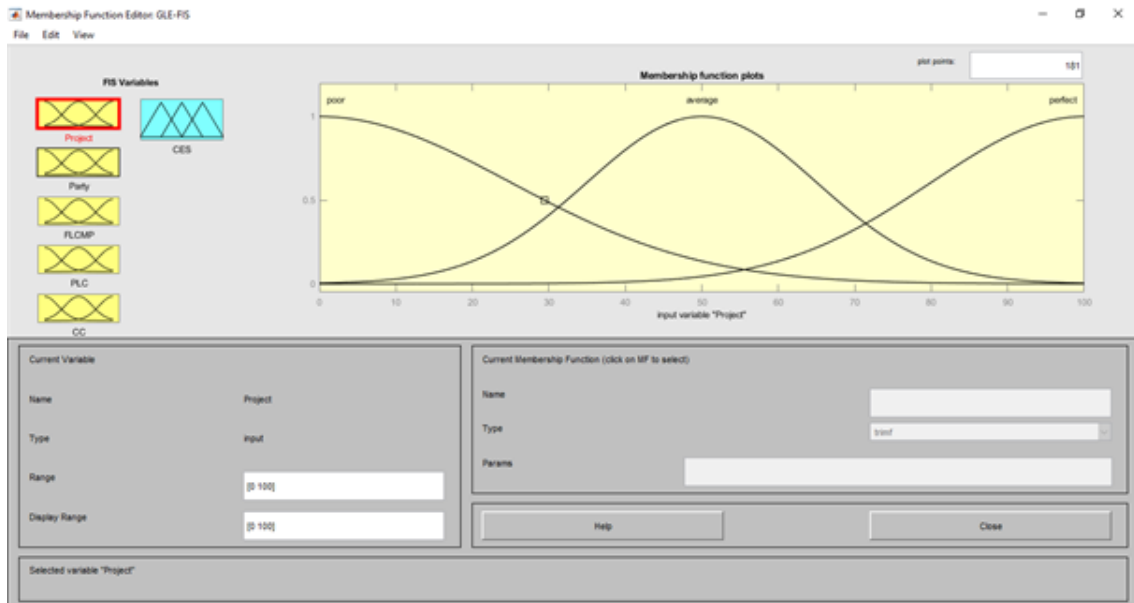 Membership Function Editor: GLE-FIS
File Edit View
FIS Variables
Project
Party
FLCMP
PLC
CC
CES
plot points: 181
Membership function plots
poor average perfect
1
0.5
0
0 10 20 30 40 50 60 70 80 90 100
input variable "Project"
Current Variable
Name Project
Type input
Range [0 100]
Display Range [0 100]
Current Membership Function (click on MF to select)
Name
Type trimf
Params
Help Close
Selected variable "Project"